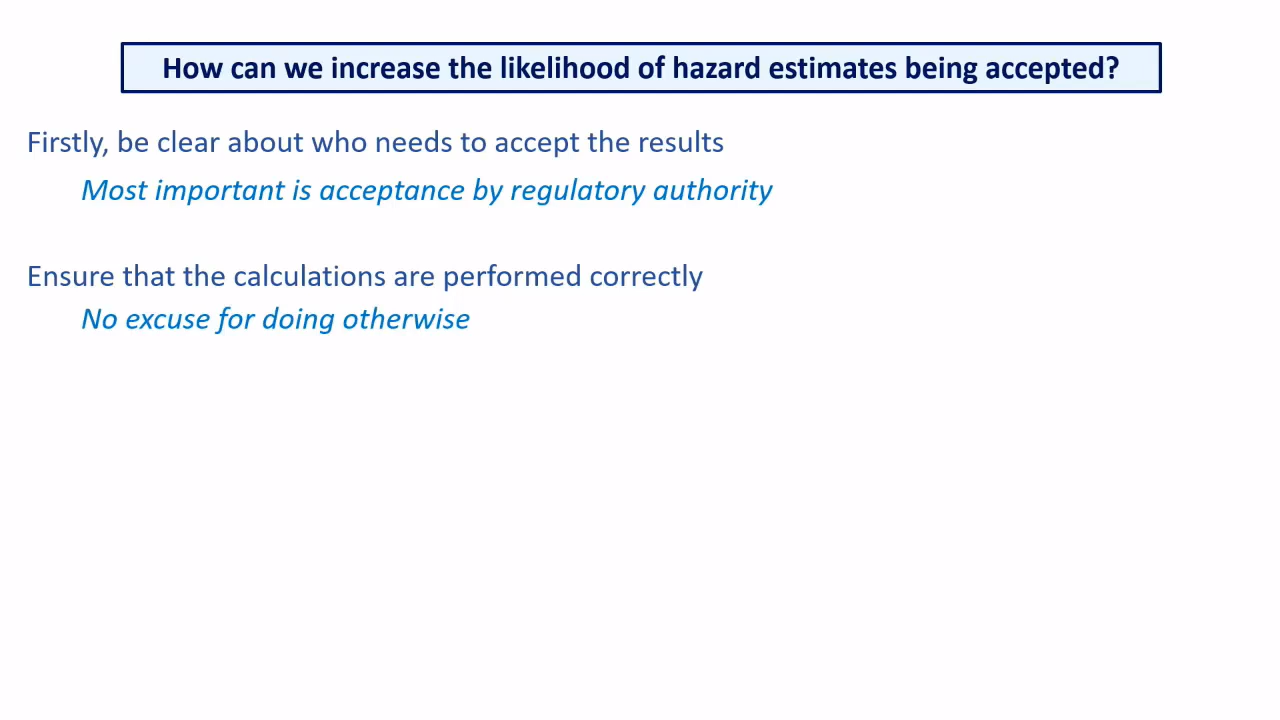 How can we increase the likelihood of hazard estimates being accepted?
Firstly, be clear about who needs to accept the results
Most important is acceptance by regulatory authority
Ensure that the calculations are performed correctly
No excuse for doing otherwise